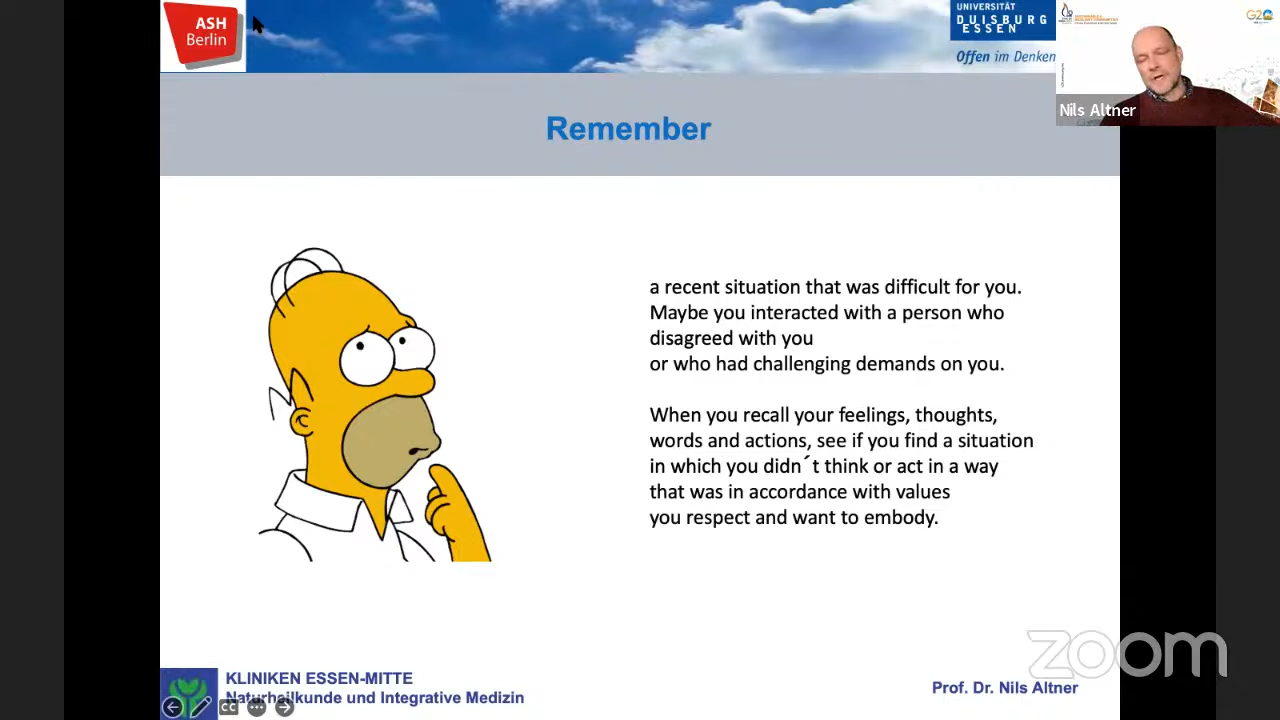 ASH
Berlin
UNIVERSITÄT
DUISBURG
ESSEN
Offen im Denken
G20
Nils Altner
Remember
a recent situation that was difficult for you.
Maybe you interacted with a person who
disagreed with you
or who had challenging demands on you.
When you recall your feelings, thoughts,
words and actions, see if you find a situation
in which you didn´t think or act in a way
that was in accordance with values
you respect and want to embody.
zoom
KLINIKEN ESSEN-MITTE
Naturheilkunde und Integrative Medizin
CC
Prof. Dr. Nils Altner